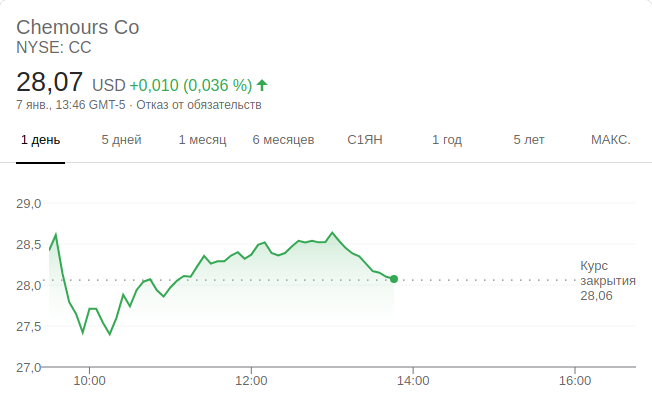 Chemours Co
NYSE: CC
28,07 USD +0,010 (0,036 %)
7 янв., 13:46 GMT-5 · Отказ от обязательств
1 день 5 дней 1 месяц 6 месяцев С1ЯН 1 год 5 лет МАКС.
29,0
28,5
Курс
закрытия
28,06
28,0
27,5
27,0
10:00 12:00 14:00 16:00